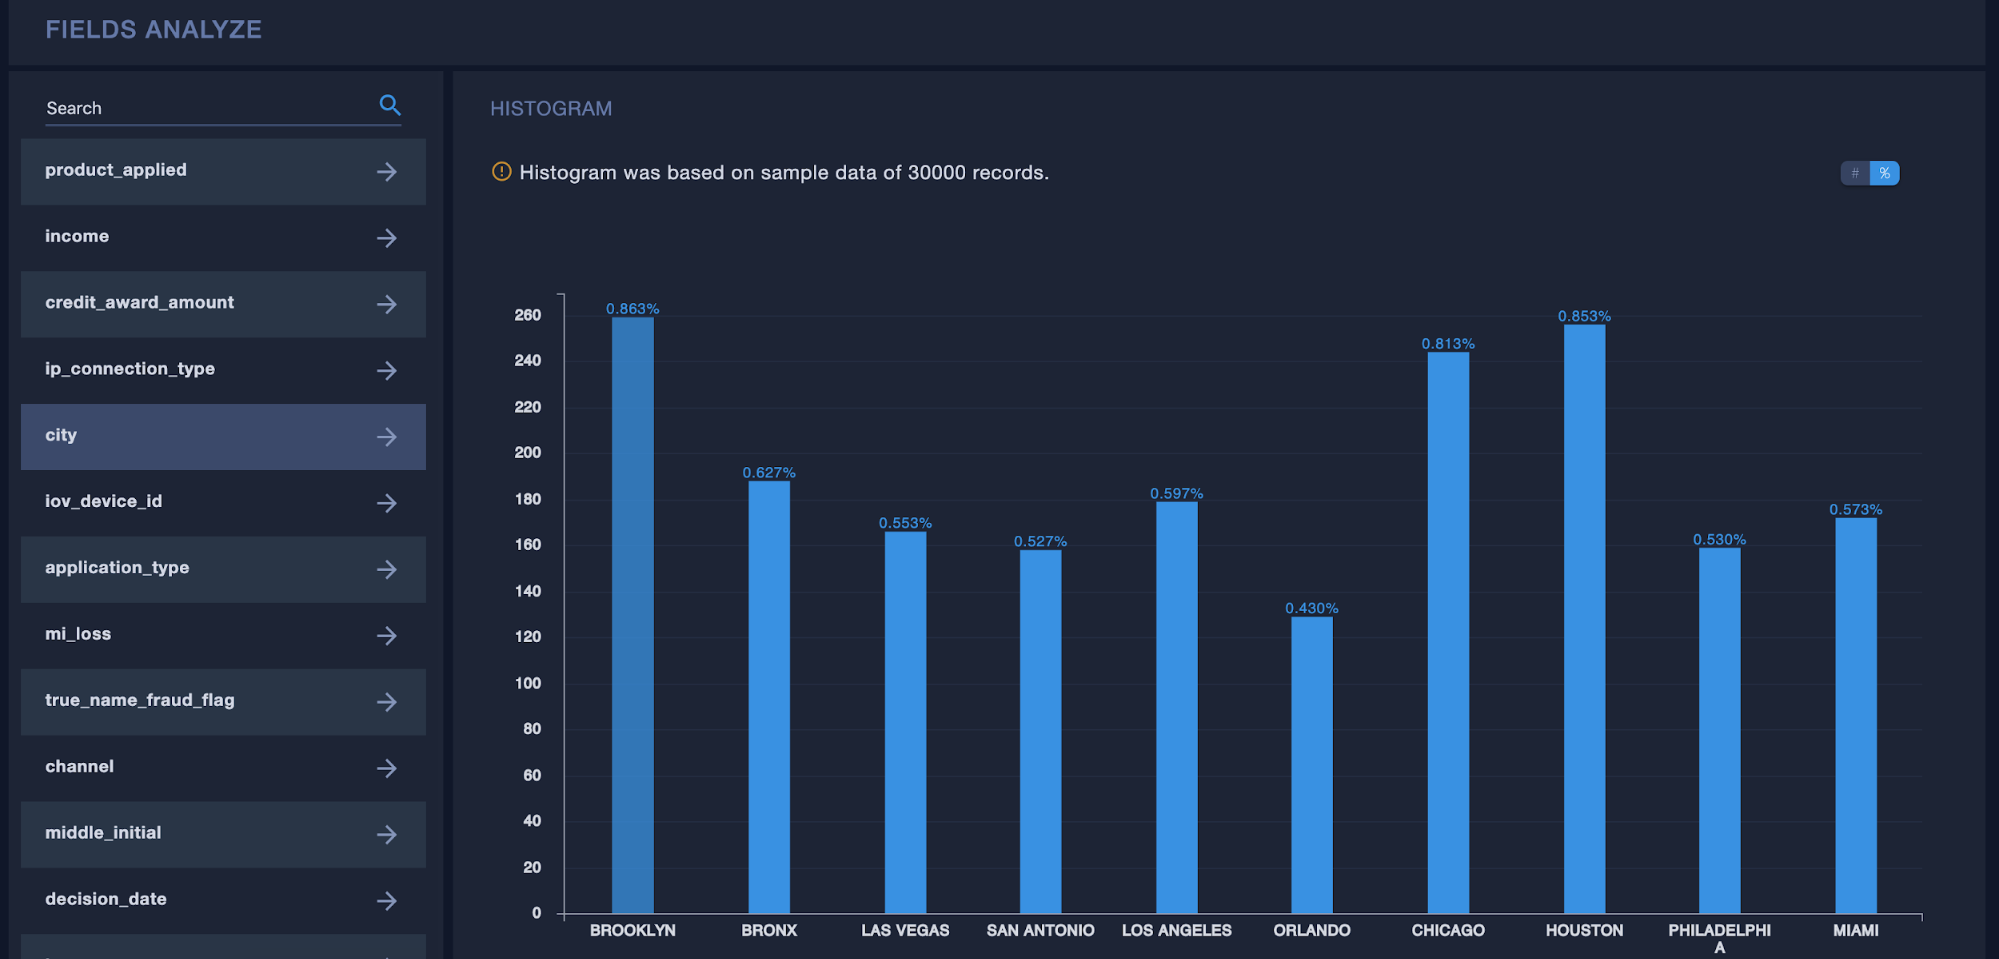 FIELDS ANALYZE
Search
product_applied
income
credit_award_amount
ip_connection_type
city
iov_device_id
application_type
mi_loss
true_name_fraud_flag
channel
middle_initial
decision_date
HISTOGRAM
Histogram was based on sample data of 30000 records.
# %
260
240
220
200
180
160
140
120
100
80
60
40
20
0
0.863%
0.627%
0.553%
0.527%
0.597%
0.430%
0.813%
0.853%
0.530%
0.573%
BROOKLYN
BRONX
LAS VEGAS
SAN ANTONIO
LOS ANGELES
ORLANDO
CHICAGO
HOUSTON
PHILADELPHI
A
MIAMI